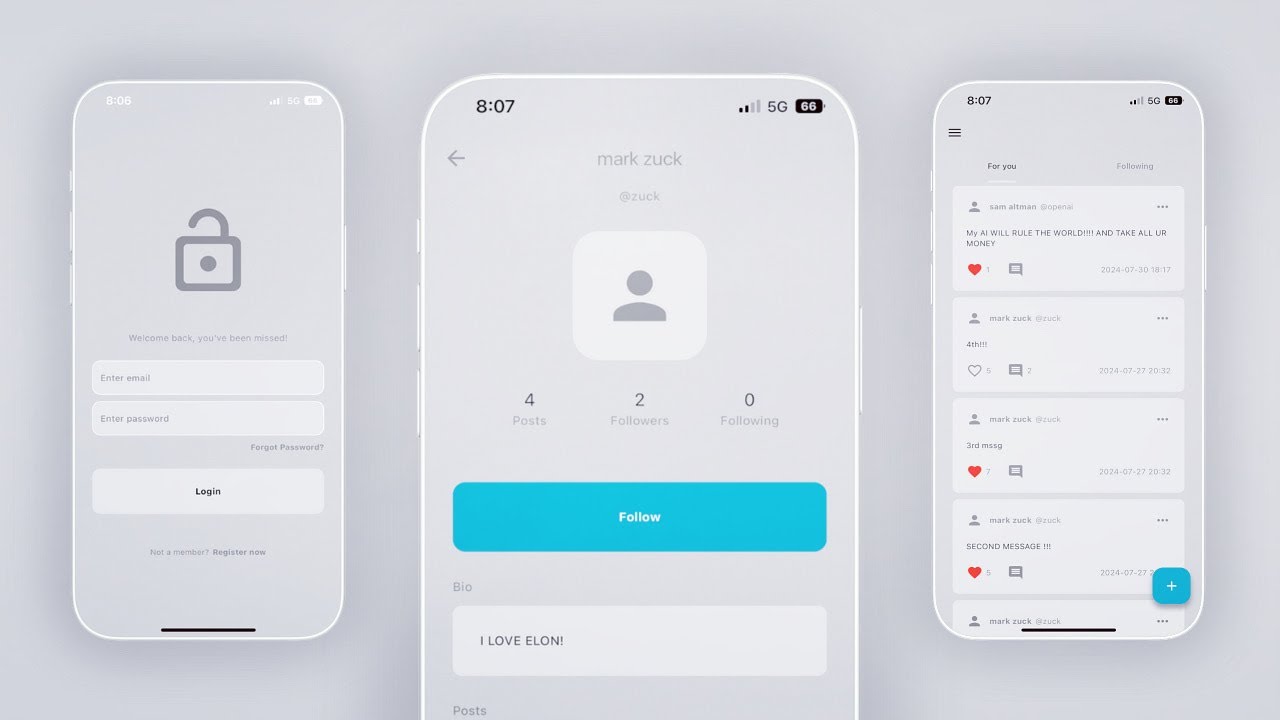 8:06
5G 66
Welcome back, you've been missed!
Enter email
Enter password
Forgot Password?
Login
Not a member? Register now
8:07
5G 66
mark zuck
@zuck
4 2 0
Posts Followers Following
Follow
Bio
I LOVE ELON!
Posts
8:07
5G 66
For you Following
sam altman @openai
My AI WILL RULE THE WORLD!!!! AND TAKE ALL UR
MONEY
1 2024-07-30 18:17
mark zuck @zuck
4th!!!
5 2 2024-07-27 20:32
mark zuck @zuck
3rd mssg
7 2024-07-27 20:32
mark zuck @zuck
SECOND MESSAGE !!!
5 2024-07-27 2
+
mark zuck @zuck